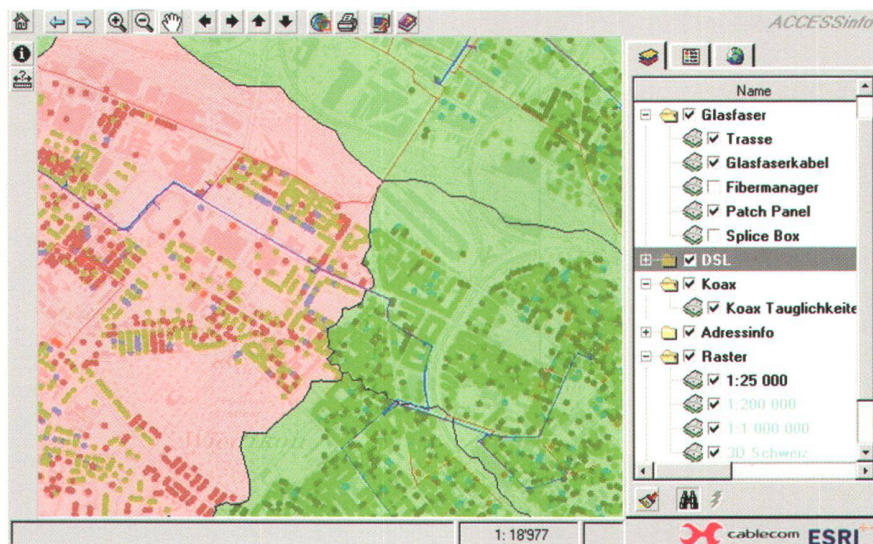 ACCESSinfo
Name
Glasfaser
Trasse
Glasfaserkabel
Fibermanager
Patch Panel
Splice Box
DSL
Koax
Koax Tauglichkeite
Adressinfo
Raster
1:25 000
1:200 000
1:1 000 000
3D Schweiz
1: 18'977
cablecom ESRI